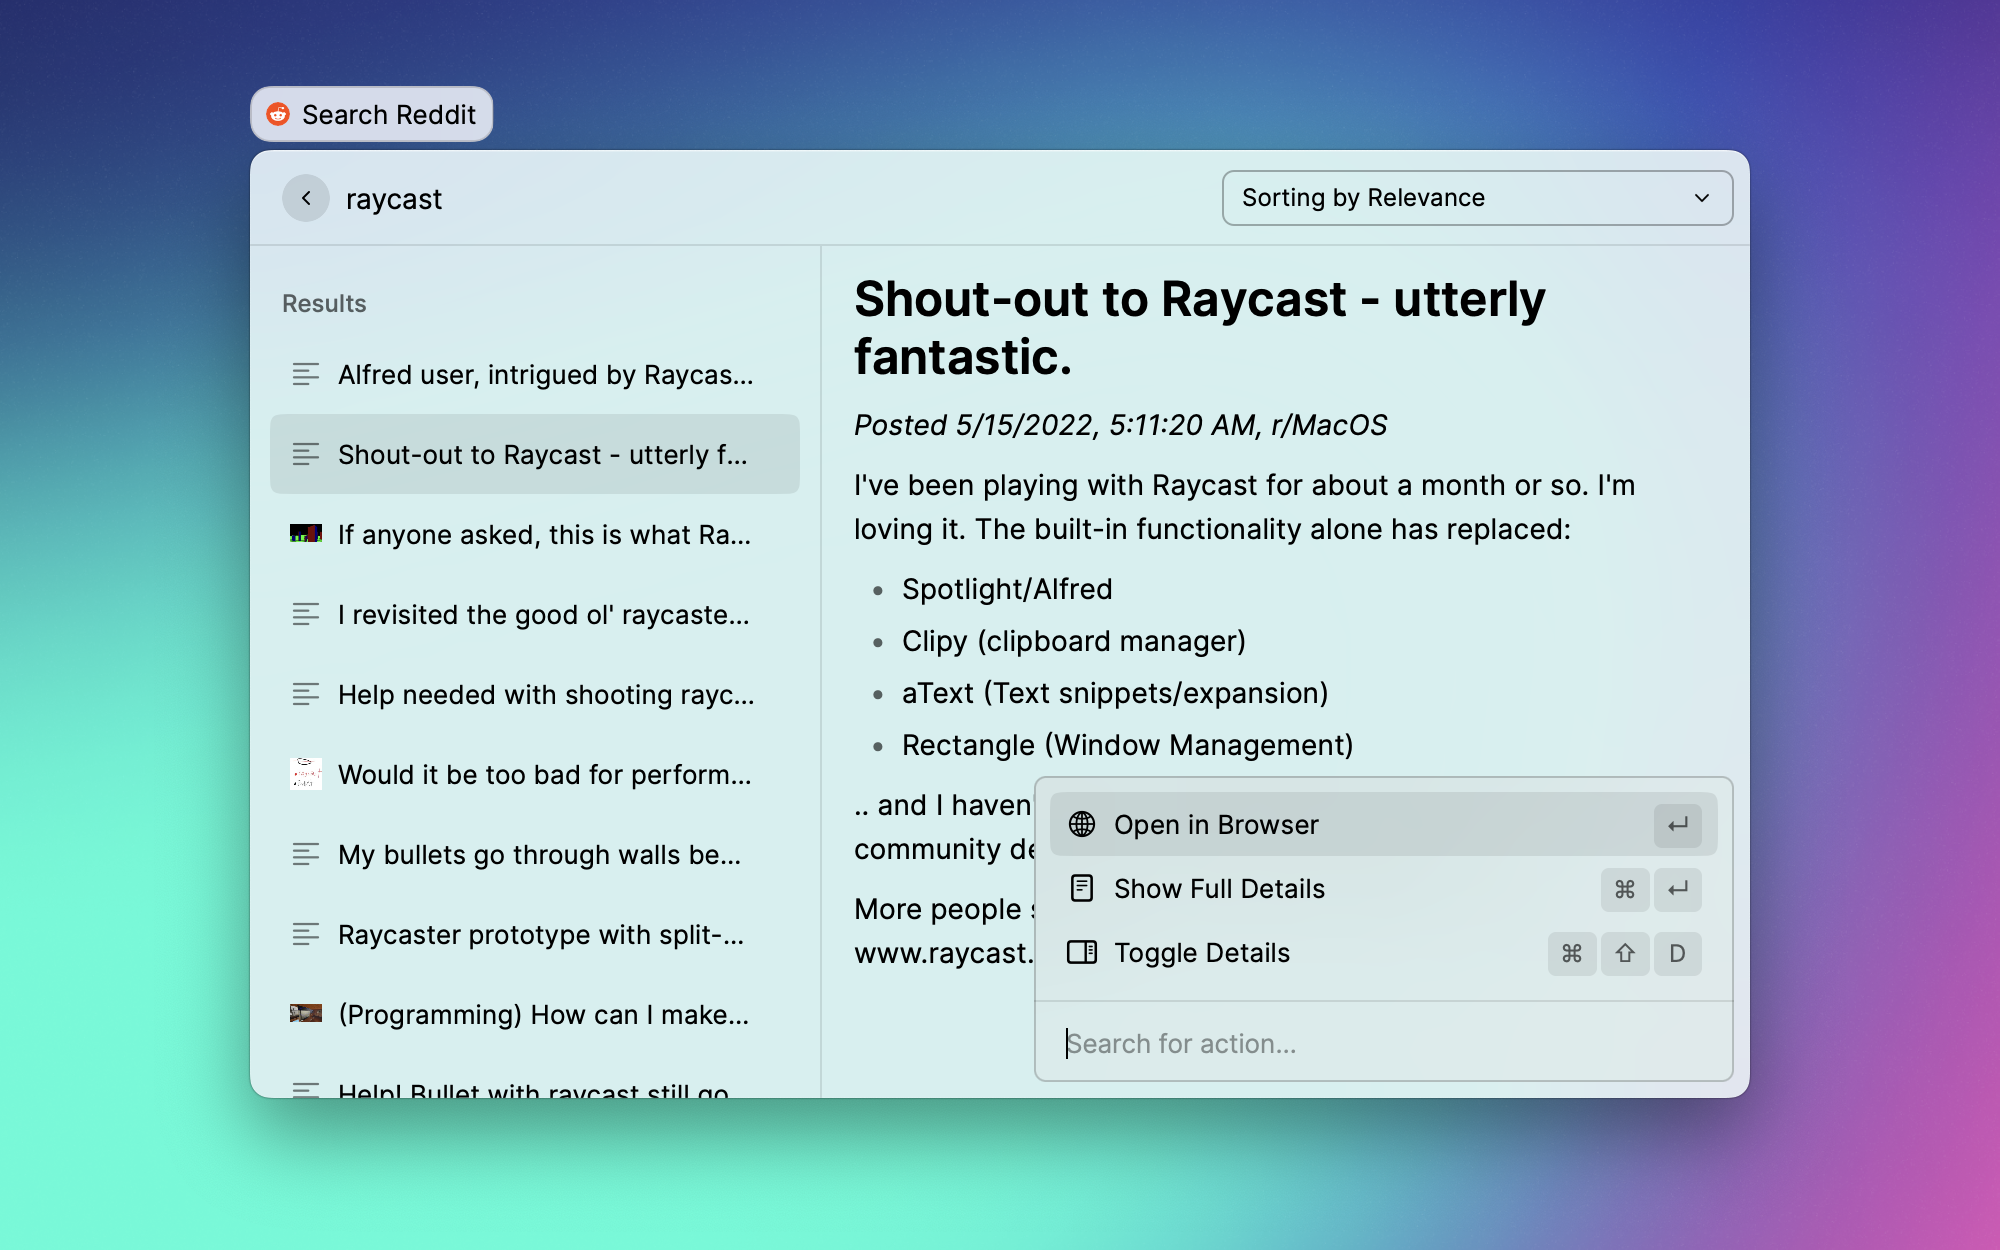 Search Reddit
raycast
Sorting by Relevance
Results
Alfred user, intrigued by Raycas...
Shout-out to Raycast - utterly f...
If anyone asked, this is what Ra...
I revisited the good ol' raycaste...
Help needed with shooting rayc...
Would it be too bad for perform...
My bullets go through walls be...
Raycaster prototype with split-...
(Programming) How can I make...
Help! Bullet with raycast still go...
Shout-out to Raycast - utterly
fantastic.
Posted 5/15/2022, 5:11:20 AM, r/MacOS
I've been playing with Raycast for about a month or so. I'm
loving it. The built-in functionality alone has replaced:
• Spotlight/Alfred
• Clipy (clipboard manager)
• aText (Text snippets/expansion)
• Rectangle (Window Management)
.. and I haven
community
More people
www.raycast.
Open in Browser ↵
Show Full Details ⌘ ↵
Toggle Details ⌘ ⇧ D
Search for action...